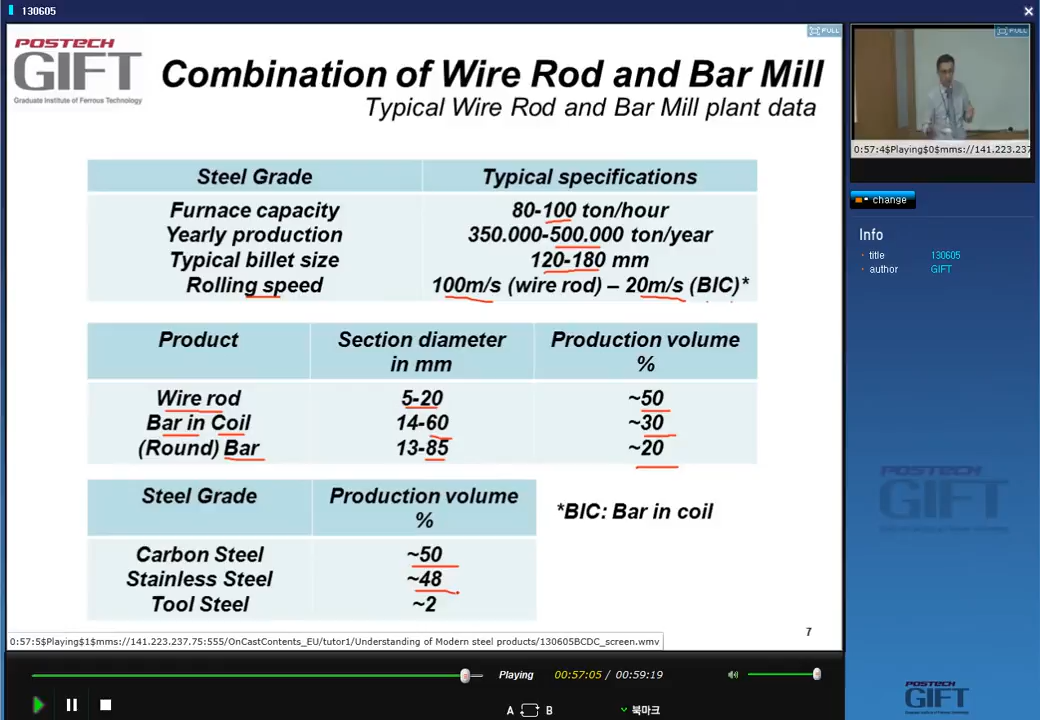 130605
POSTECH
GIFT
Graduate Institute of Ferrous Technology
Combination of Wire Rod and Bar Mill
Typical Wire Rod and Bar Mill plant data
Steel Grade Typical specifications
Furnace capacity 80-100 ton/hour
Yearly production 350.000-500.000 ton/year
Typical billet size 120-180 mm
Rolling speed 100m/s (wire rod) – 20m/s (BIC)*
Product Section diameter in mm Production volume %
Wire rod 5-20 ~50
Bar in Coil 14-60 ~30
(Round) Bar 13-85 ~20
Steel Grade Production volume %
Carbon Steel ~50
Stainless Steel ~48
Tool Steel ~2
*BIC: Bar in coil
7
0:57:5$Playing$1$mms://141.223.237.75:555/OnCastContents_EU/tutor1/Understanding of Modern steel products/130605BCDC_screen.wmv
Playing 00:57:05 / 00:59:19
A B 북마크
FULL
FULL
0:57:4$Playing$0$mms://141.223.237
change
Info
title 130605
author GIFT
POSTECH
GIFT
POSTECH
GIFT